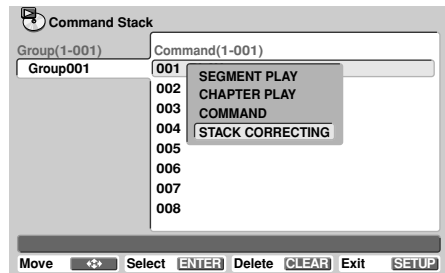 Command Stack
Group(1-001)
Command(1-001)
Group001
001
SEGMENT PLAY
002
CHAPTER PLAY
003
COMMAND
004
STACK CORRECTING
005
006
007
008
Move Select ENTER Delete CLEAR Exit SETUP